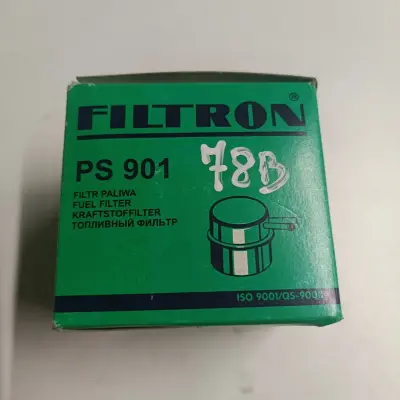 FILTRON®
PS 901
78B
FILTR PALIWA
FUEL FILTER
KRAFTSTOFFILTER
ТОПЛИВНЫЙ ФИЛЬТР
ISO 9001/QS-9000